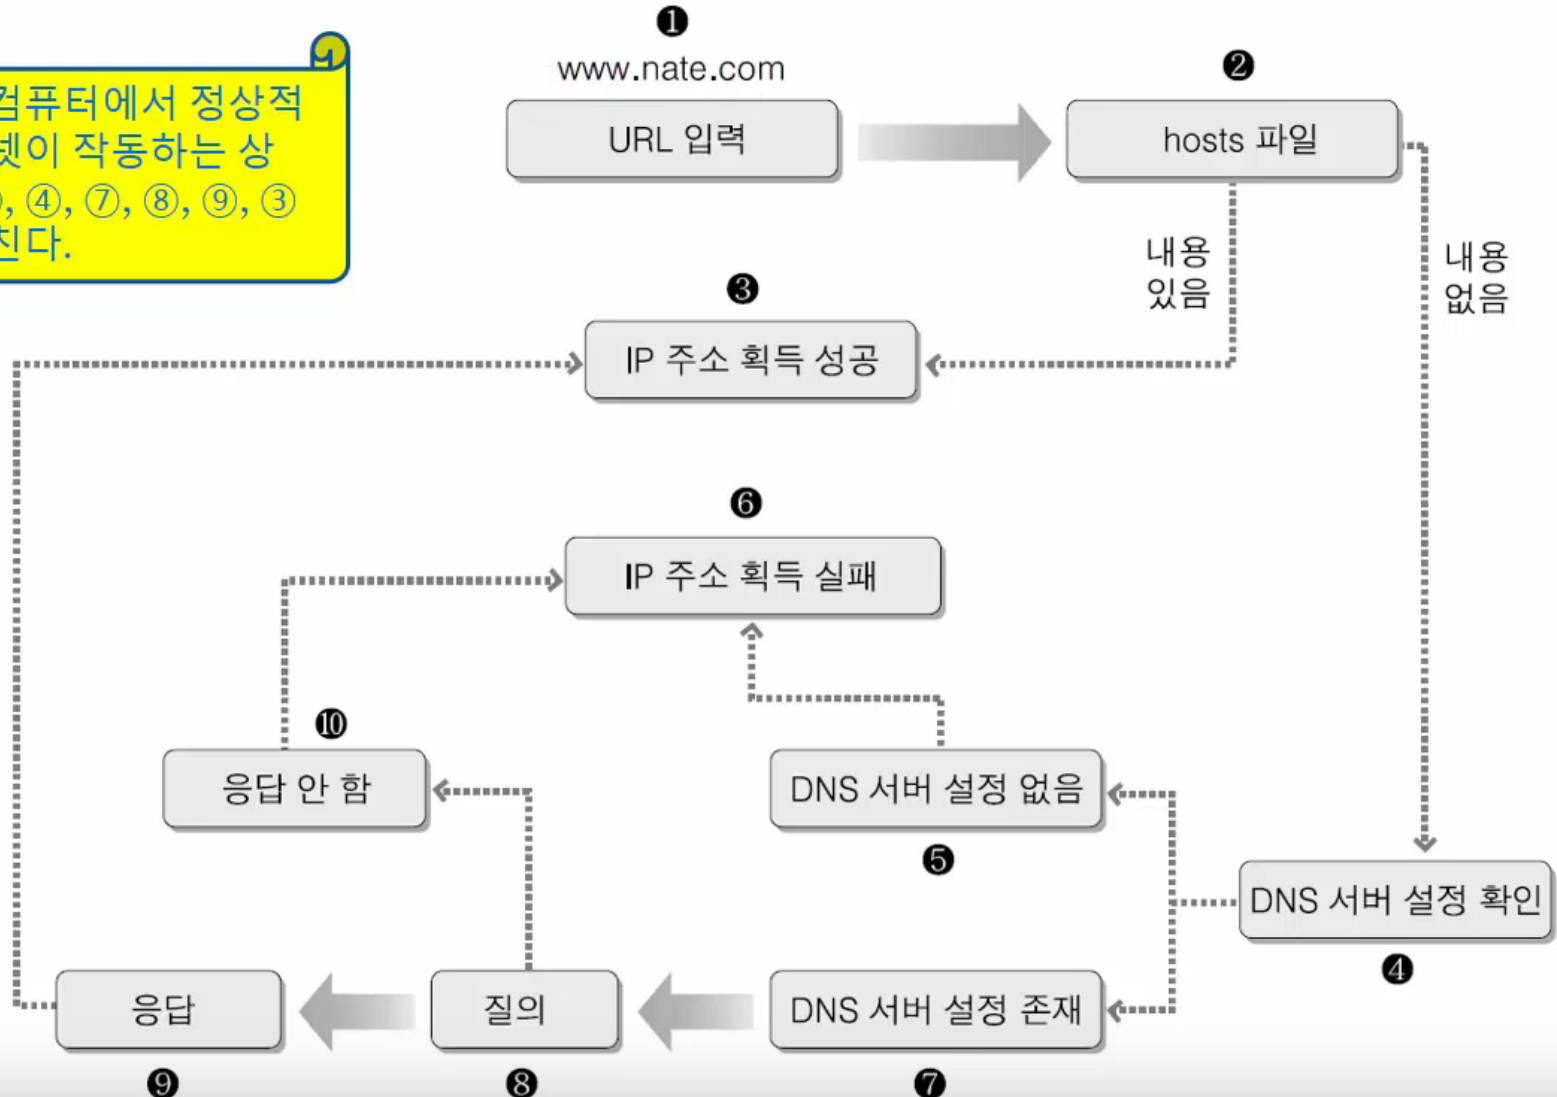 ❶
www.nate.com
URL 입력
❷
hosts 파일
컴퓨터에서 정상적
넷이 작동하는 상
, ④, ⑦, ⑧, ⑨, ③
친다.
내용
있음
내용
없음
❸
IP 주소 획득 성공
❻
IP 주소 획득 실패
❿
응답 안 함
DNS 서버 설정 없음
❺
DNS 서버 설정 확인
❹
응답
질의
DNS 서버 설정 존재
❾
❽
❼